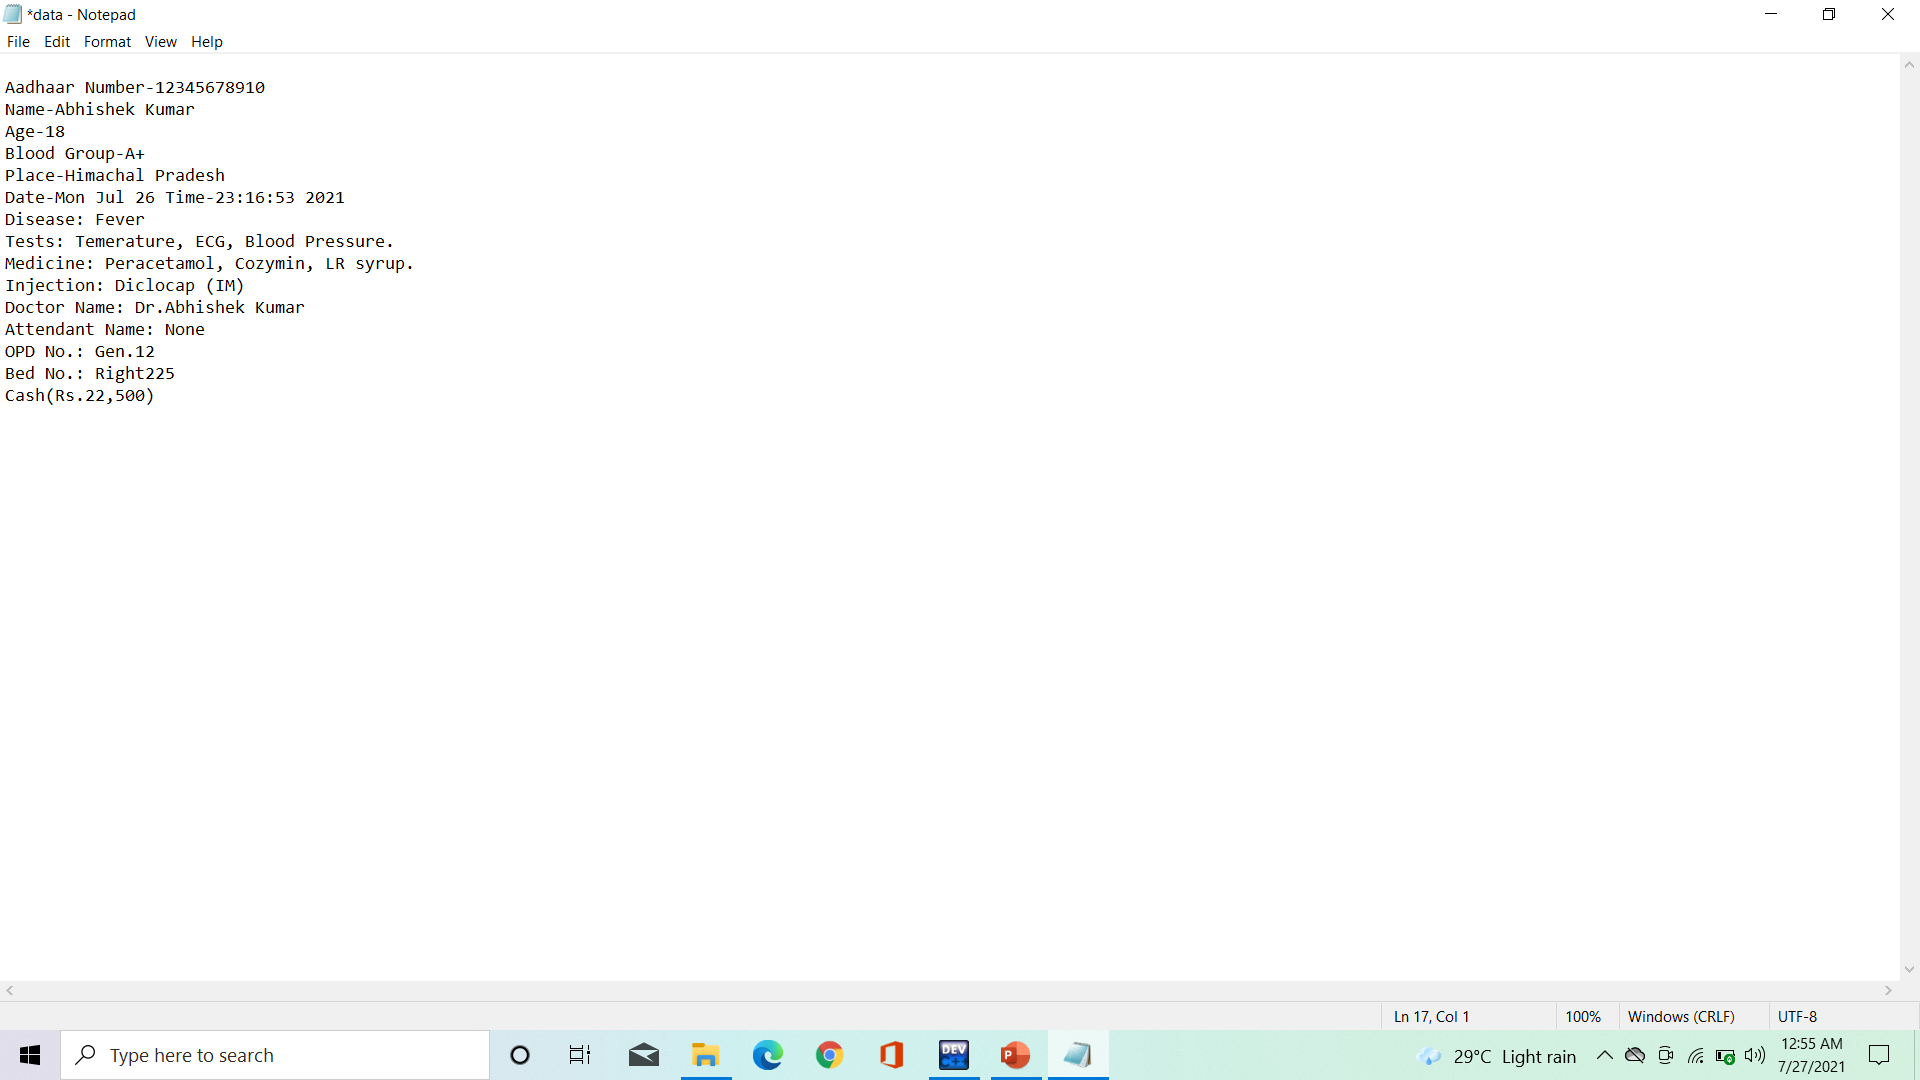 *data - Notepad
File Edit Format View Help
Aadhaar Number-12345678910
Name-Abhishek Kumar
Age-18
Blood Group-A+
Place-Himachal Pradesh
Date-Mon Jul 26 Time-23:16:53 2021
Disease: Fever
Tests: Temerature, ECG, Blood Pressure.
Medicine: Peracetamol, Cozymin, LR syrup.
Injection: Diclocap (IM)
Doctor Name: Dr.Abhishek Kumar
Attendant Name: None
OPD No.: Gen.12
Bed No.: Right225
Cash(Rs.22,500)
Ln 17, Col 1 100% Windows (CRLF) UTF-8
Type here to search
DEV
C++
P
29°C Light rain
12:55 AM
7/27/2021